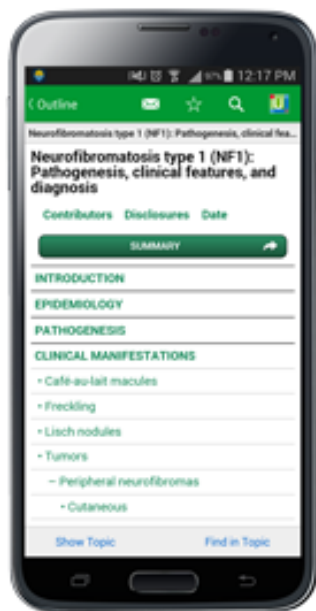 12:17 PM
Outline
Neurofibromatosis type 1 (NF1): Pathogenesis, clinical fea...
Neurofibromatosis type 1 (NF1):
Pathogenesis, clinical features, and
diagnosis
Contributors Disclosures Date
SUMMARY
INTRODUCTION
EPIDEMIOLOGY
PATHOGENESIS
CLINICAL MANIFESTATIONS
• Café-au-lait macules
• Freckling
• Lisch nodules
• Tumors
– Peripheral neurofibromas
• Cutaneous
Show Topic Find in Topic